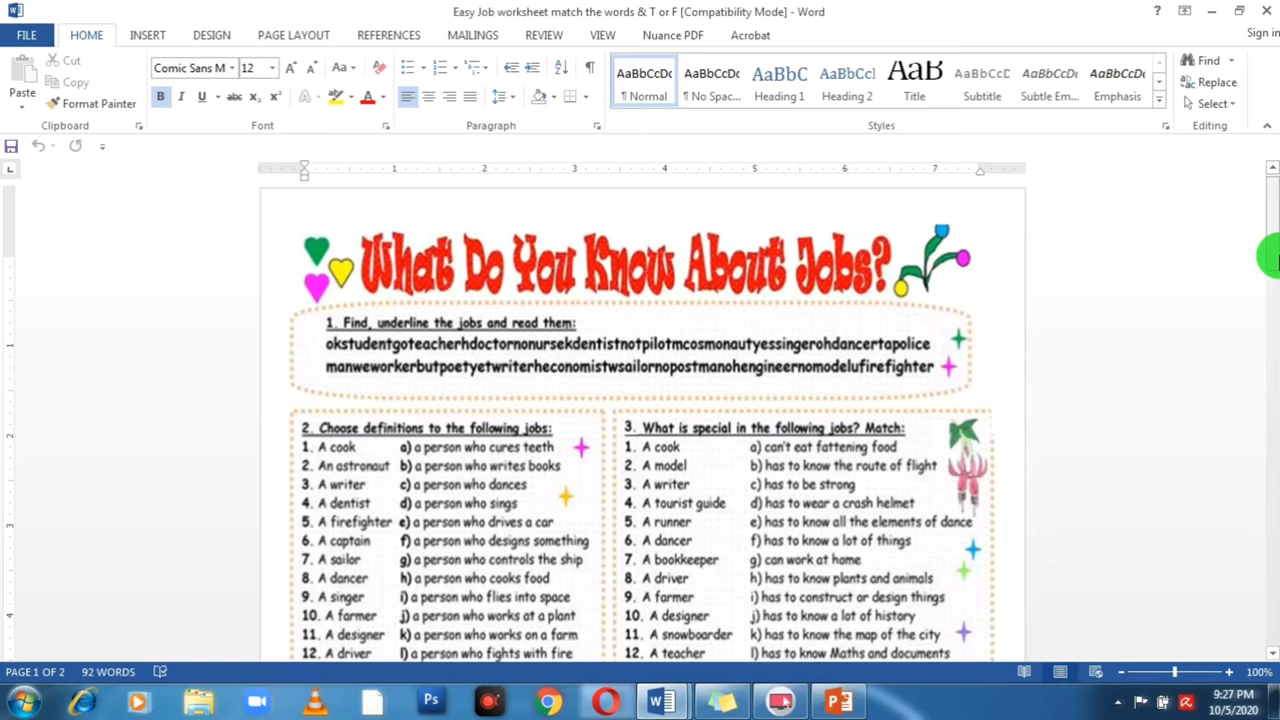 Easy Job worksheet match the words & T or F [Compatibility Mode] - Word
Sign in
FILE HOME INSERT DESIGN PAGE LAYOUT REFERENCES MAILINGS REVIEW VIEW Nuance PDF Acrobat
Paste
Cut
Copy
Format Painter
Clipboard
Comic Sans M 12
Font
Paragraph
AaBbCcDc AaBbCcDc AaBbC AaBbCcl AaB AaBbCcDc AaBbCcDc AaBbCcDc
¶ Normal ¶ No Spac... Heading 1 Heading 2 Title Subtitle Subtle Em... Emphasis
Styles
Find
Replace
Select
Editing
1 2 3 4 5 6 7
What Do You Know About Jobs?
1. Find, underline the jobs and read them:
okstudentgoteacherhdoctornonursekdentistnotpilotmcosmonautyessingerohdancertapolice
manweworkerbutpoetyetwriterheconomistwsailornopostmanohengineernomodelufirefighter
2. Choose definitions to the following jobs:
1. A cook a) a person who cures teeth
2. An astronaut b) a person who writes books
3. A writer c) a person who dances
4. A dentist d) a person who sings
5. A firefighter e) a person who drives a car
6. A captain f) a person who designs something
7. A sailor g) a person who controls the ship
8. A dancer h) a person who cooks food
9. A singer i) a person who flies into space
10. A farmer j) a person who works at a plant
11. A designer k) a person who works on a farm
12. A driver l) a person who fights with fire
3. What is special in the following jobs? Match:
1. A cook a) can't eat fattening food
2. A model b) has to know the route of flight
3. A writer c) has to be strong
4. A tourist guide d) has to wear a crash helmet
5. A runner e) has to know all the elements of dance
6. A dancer f) has to know a lot of things
7. A bookkeeper g) can work at home
8. A driver h) has to know plants and animals
9. A farmer i) has to construct or design things
10. A designer j) has to know a lot of history
11. A snowboarder k) has to know the map of the city
12. A teacher l) has to know Maths and documents
1
2
3
4
PAGE 1 OF 2 92 WORDS
100%
9:27 PM
10/5/2020